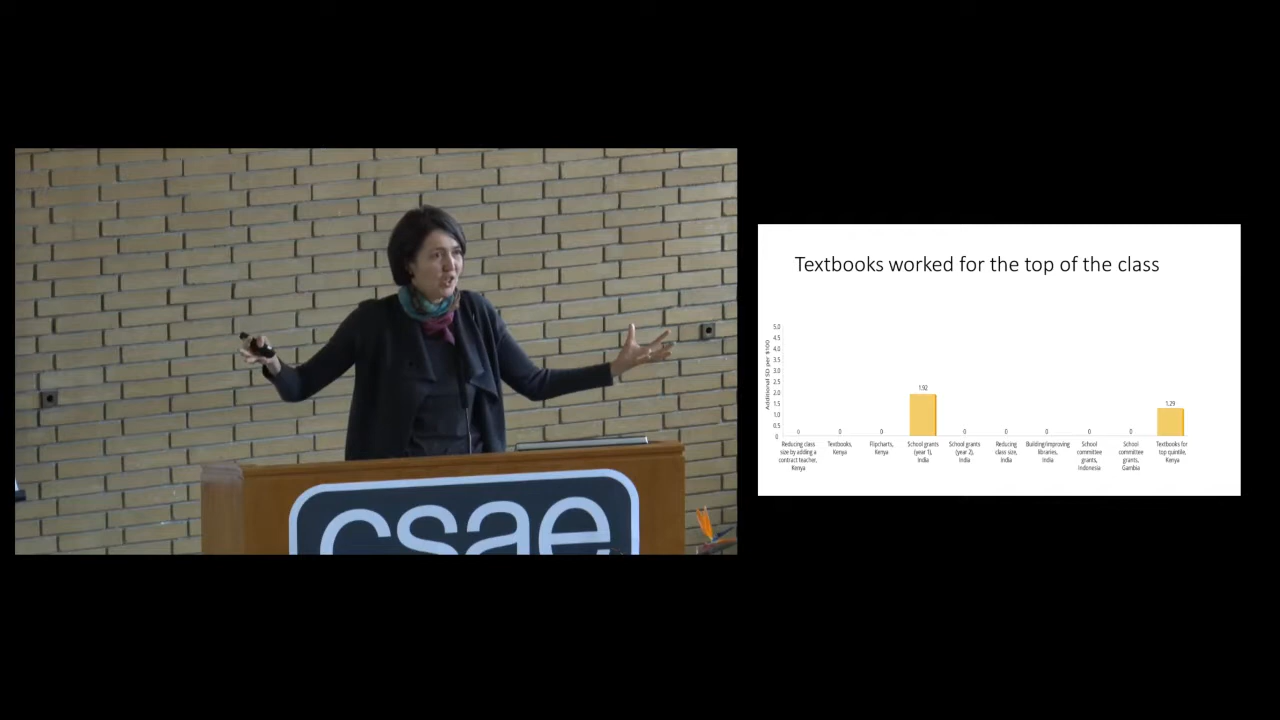 csae
Textbooks worked for the top of the class
Additional SD per $100
5.0
4.5
4.0
3.5
3.0
2.5
2.0
1.5
1.0
0.5
0
0 0 0 1.92 0 0 0 0 0 1.29
Reducing class
size by adding a
contract teacher,
Kenya
Textbooks,
Kenya
Flipcharts,
Kenya
School grants
(year 1),
India
School grants
(year 2),
India
Reducing
class size,
India
Building/improving
libraries,
India
School
committee
grants,
Indonesia
School
committee
grants,
Gambia
Textbooks for
top quintile,
Kenya